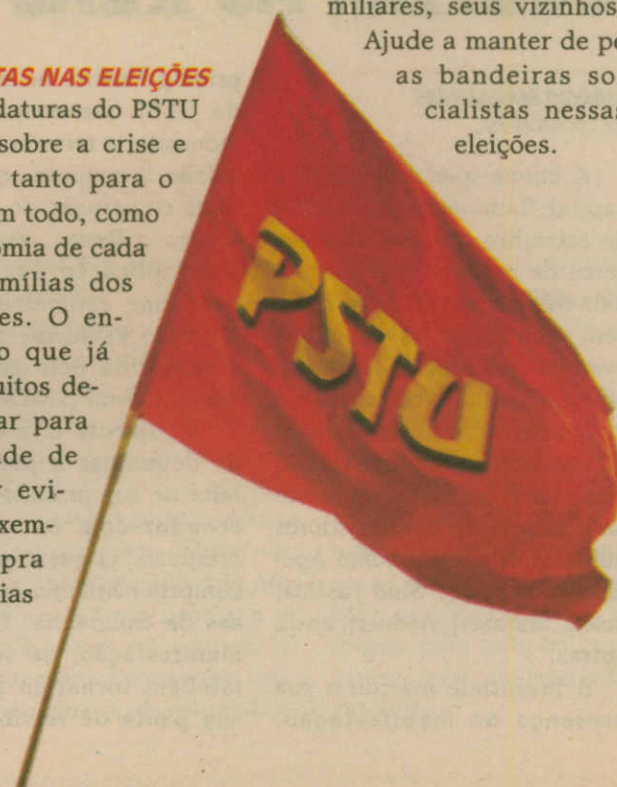 TAS NAS ELEIÇÕES
daturas do PSTU
sobre a crise e
tanto para o
m todo, como
omia de cada
mílias dos
es. O en-
o que já
uitos de-
ar para
ade de
r evi-
xem-
pra
ias
miliares, seus vizinhos
Ajude a manter de pé
as bandeiras so-
cialistas nessas
eleições.
PSTU